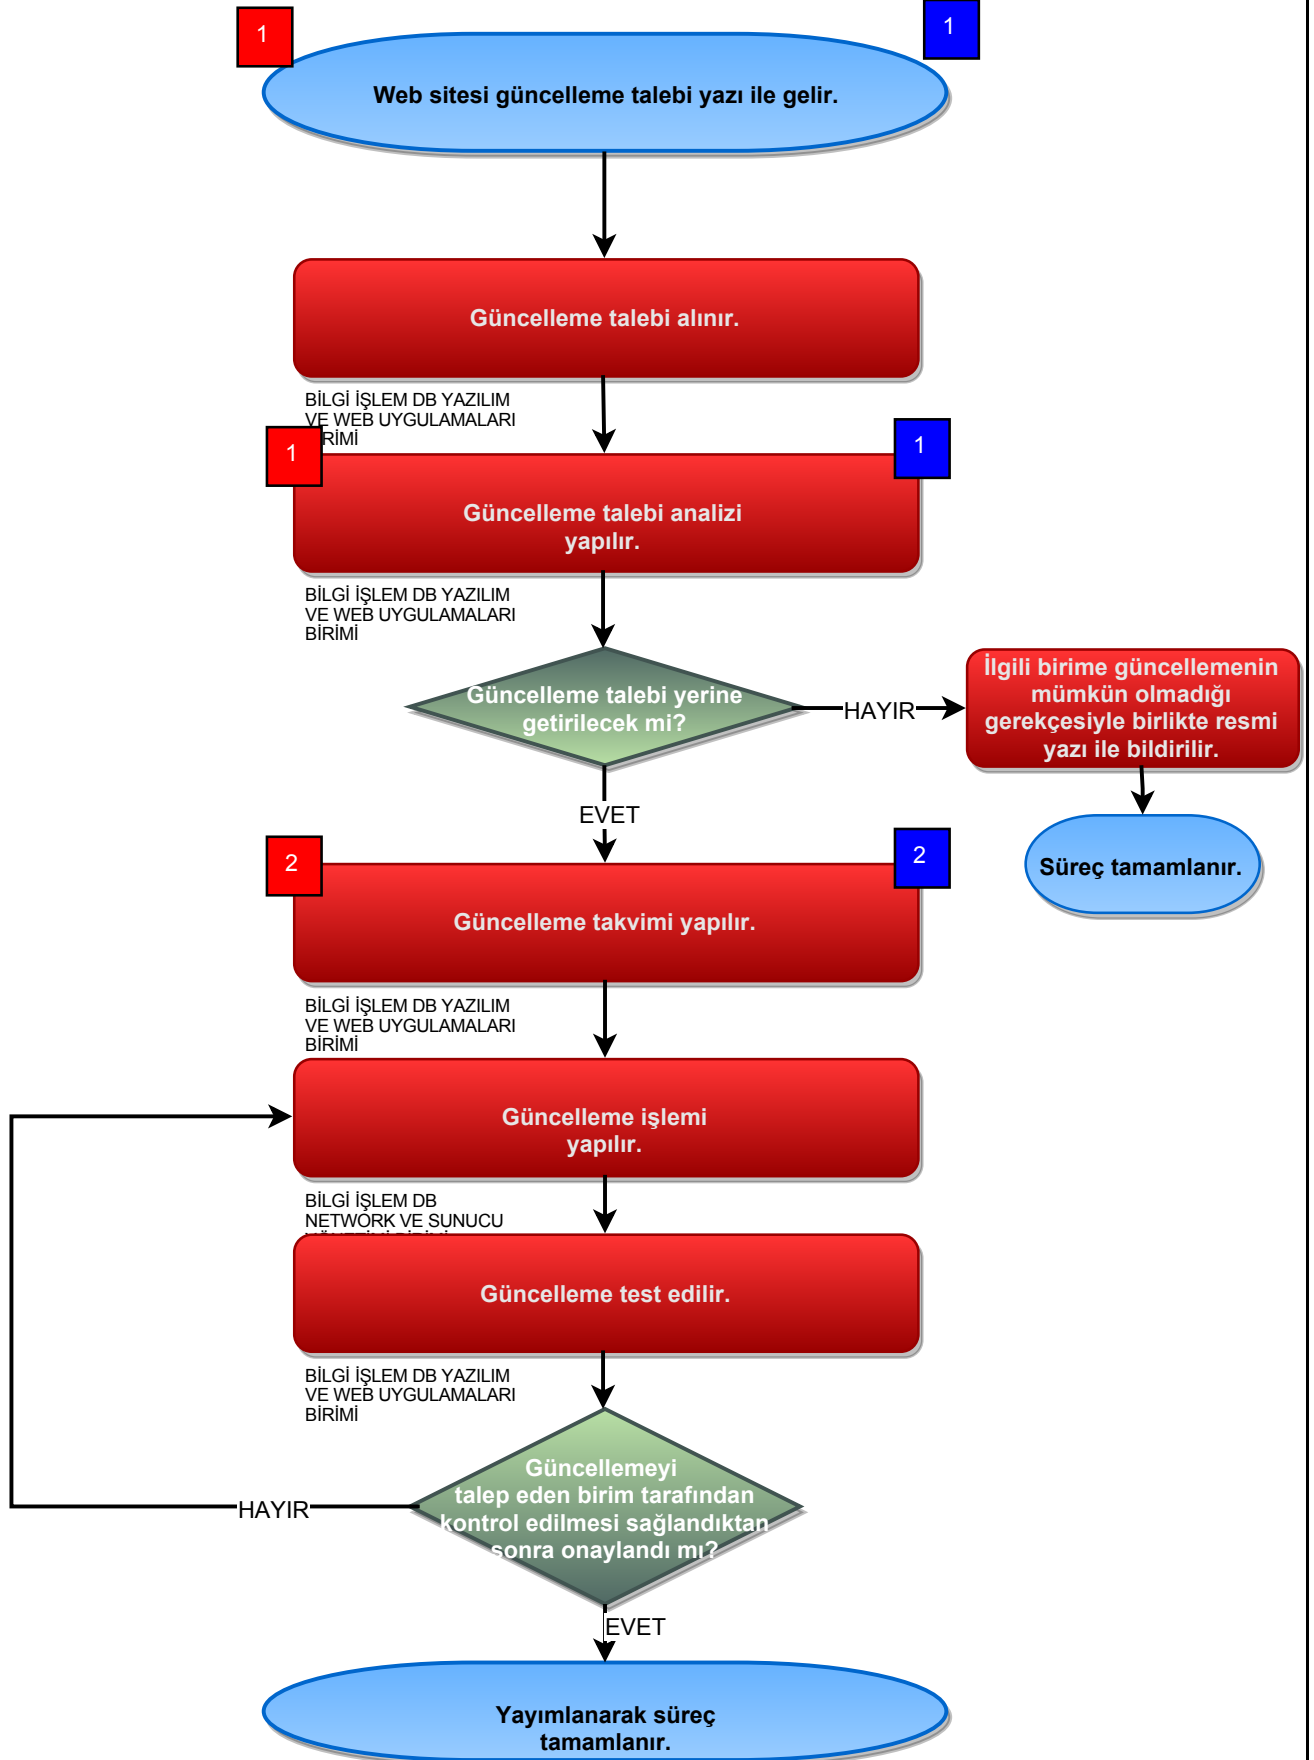 1
1
Web sitesi güncelleme talebi yazı ile gelir.
Güncelleme talebi alınır.
BİLGİ İŞLEM DB YAZILIM
VE WEB UYGULAMALARI
BİRİMİ
1
1
Güncelleme talebi analizi
yapılır.
BİLGİ İŞLEM DB YAZILIM
VE WEB UYGULAMALARI
BİRİMİ
Güncelleme talebi yerine
getirilecek mi?
HAYIR
İlgili birime güncellemenin
mümkün olmadığı
gerekçesiyle birlikte resmi
yazı ile bildirilir.
Süreç tamamlanır.
EVET
2
2
Güncelleme takvimi yapılır.
BİLGİ İŞLEM DB YAZILIM
VE WEB UYGULAMALARI
BİRİMİ
Güncelleme işlemi
yapılır.
BİLGİ İŞLEM DB
NETWORK VE SUNUCU
YÖNETİMİ BİRİMİ
Güncelleme test edilir.
BİLGİ İŞLEM DB YAZILIM
VE WEB UYGULAMALARI
BİRİMİ
Güncellemeyi
talep eden birim tarafından
kontrol edilmesi sağlandıktan
sonra onaylandı mı?
HAYIR
EVET
Yayımlanarak süreç
tamamlanır.